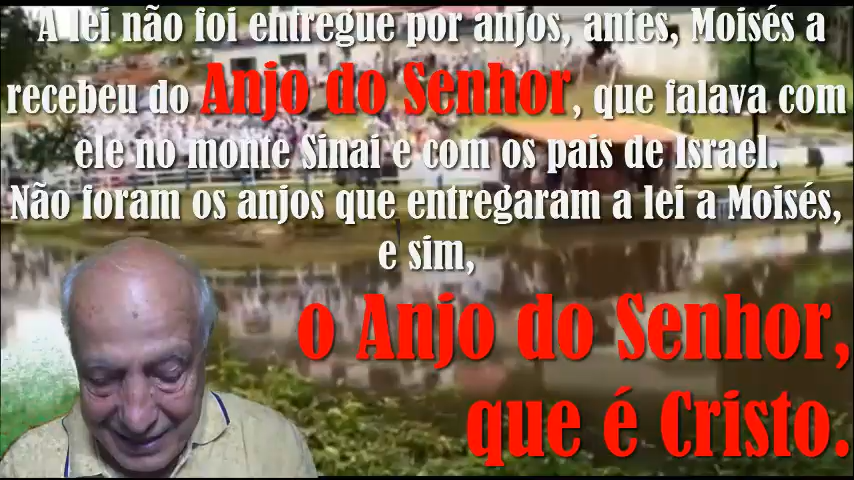 A lei não foi entregue por anjos, antes, Moisés a
recebeu do Anjo do Senhor, que falava com
ele no monte Sinai e com os pais de Israel.
Não foram os anjos que entregaram a lei a Moisés,
e sim,
o Anjo do Senhor,
que é Cristo.